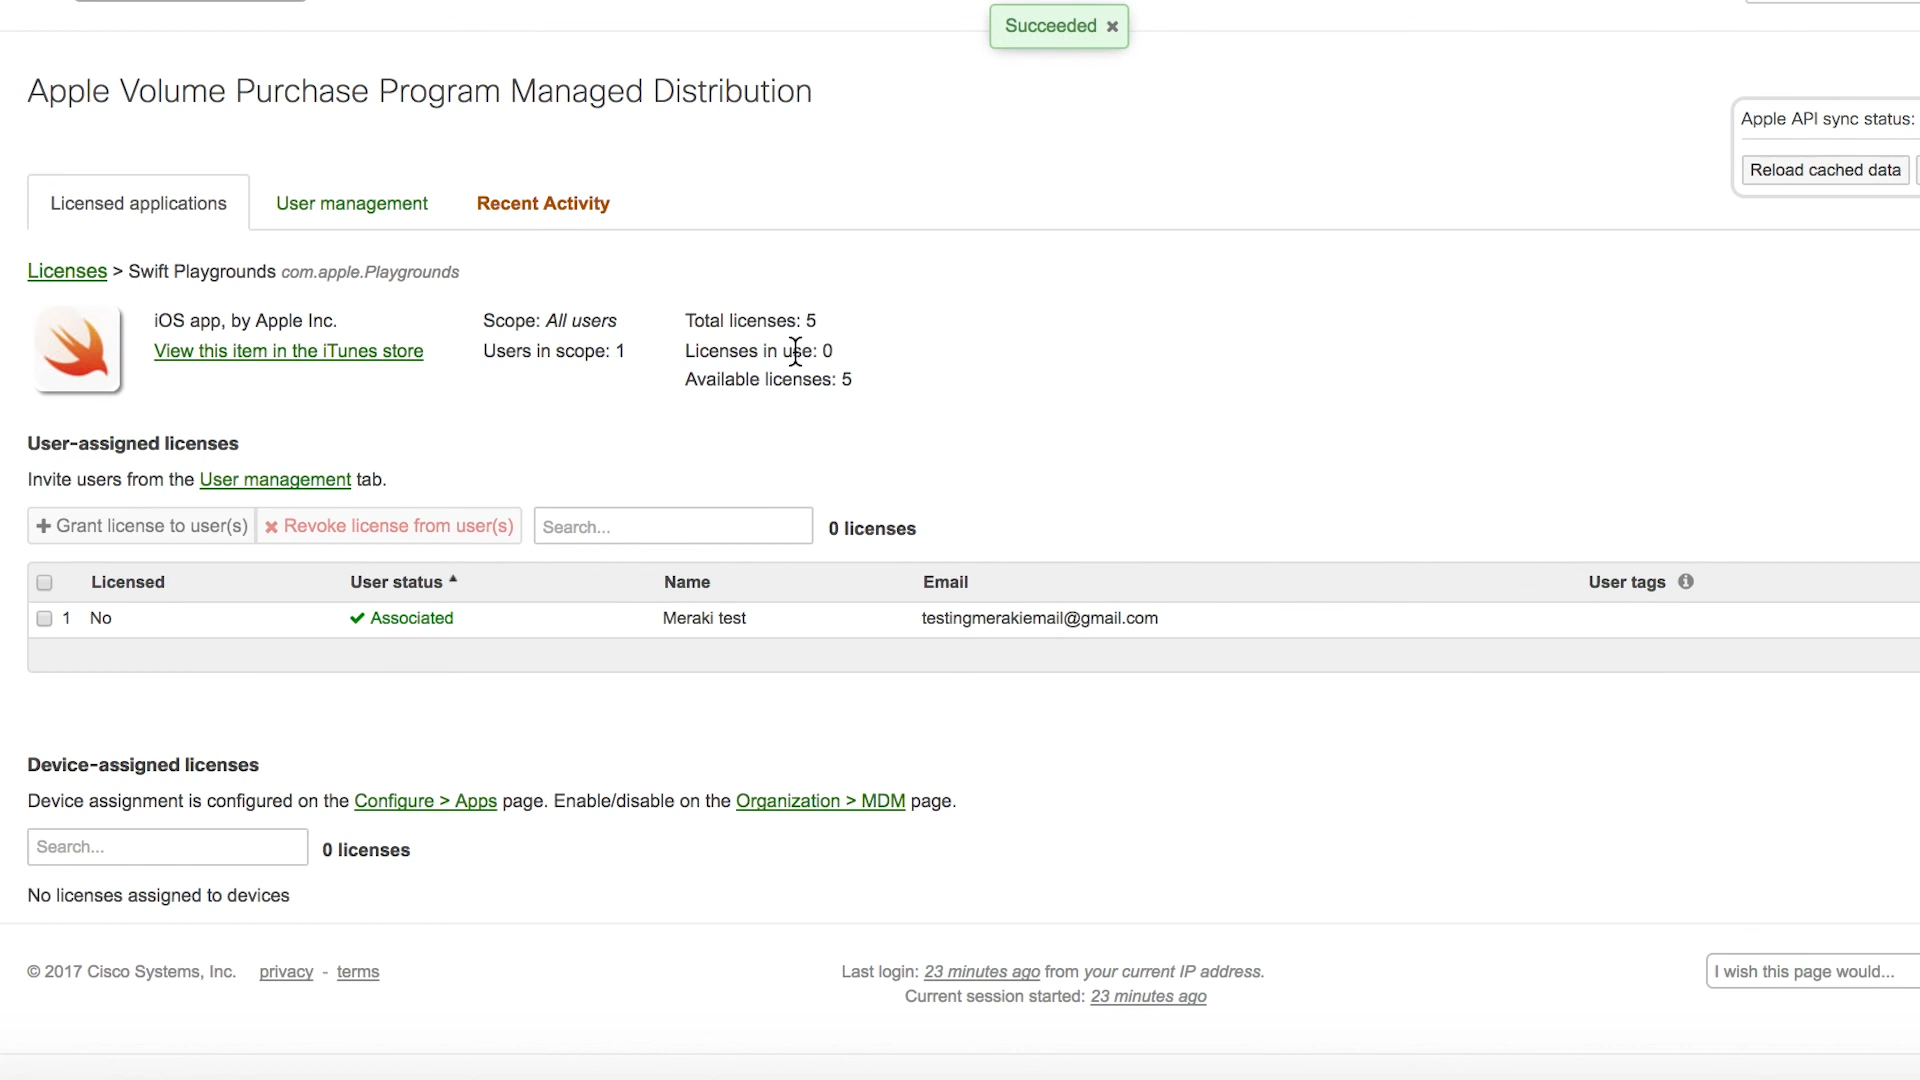 Succeeded ×
Apple Volume Purchase Program Managed Distribution
Apple API sync status:
Reload cached data
Licensed applications User management Recent Activity
Licenses > Swift Playgrounds com.apple.Playgrounds
iOS app, by Apple Inc. Scope: All users Total licenses: 5
View this item in the iTunes store Users in scope: 1 Licenses in use: 0
Available licenses: 5
User-assigned licenses
Invite users from the User management tab.
+ Grant license to user(s) × Revoke license from user(s) Search... 0 licenses
Licensed User status ▲ Name Email User tags i
1 No ✔ Associated Meraki test testingmerakiemail@gmail.com
Device-assigned licenses
Device assignment is configured on the Configure > Apps page. Enable/disable on the Organization > MDM page.
Search... 0 licenses
No licenses assigned to devices
© 2017 Cisco Systems, Inc. privacy - terms Last login: 23 minutes ago from your current IP address. I wish this page would...
Current session started: 23 minutes ago